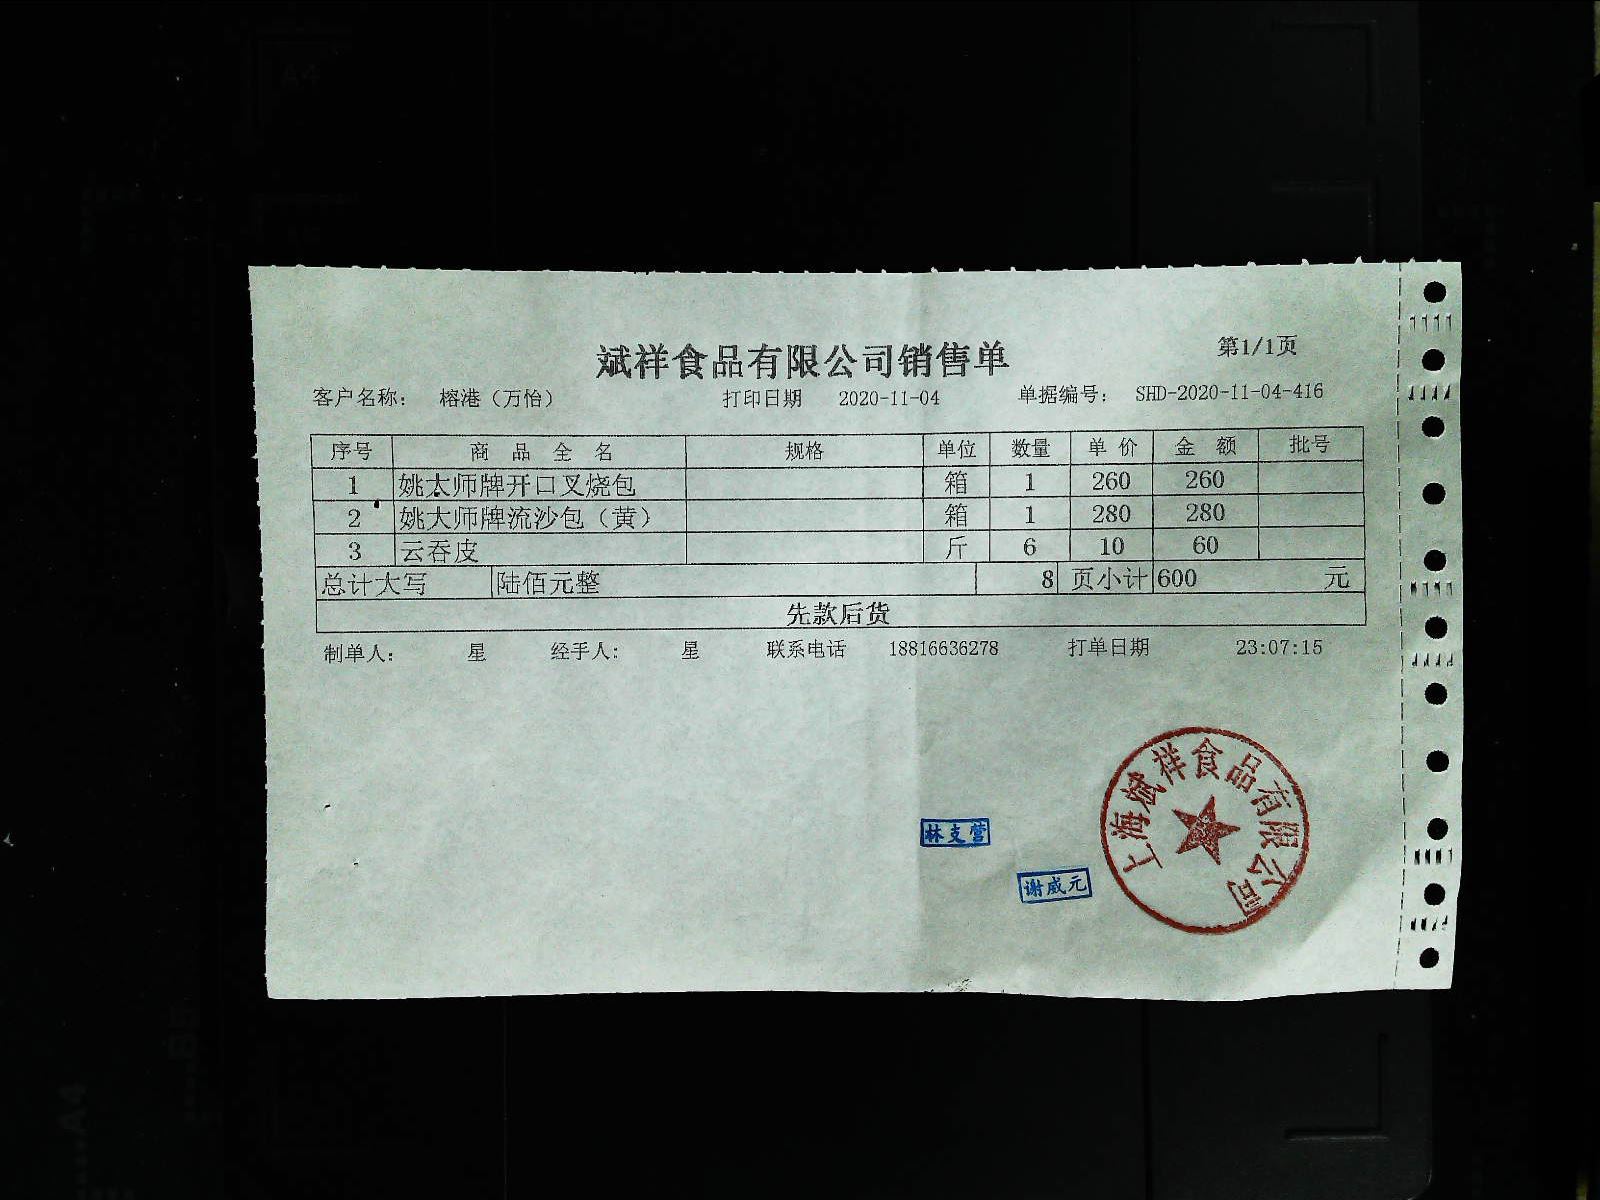 斌祥食品有限公司销售单
第1/1页
客户名称： 榕港（万怡） 打印日期 2020-11-04 单据编号： SHD-2020-11-04-416
序号 商品全名 规格 单位 数量 单价 金额 批号
1 姚大师牌开口叉烧包 箱 1 260 260
2 姚大师牌流沙包（黄） 箱 1 280 280
3 云吞皮 斤 6 10 60
总计大写 陆佰元整 8 页小计 600 元
先款后货
制单人： 星 经手人： 星 联系电话 18816636278 打单日期 23:07:15
上海斌祥食品有限公司
林支营
谢威元
A4
B5
A4